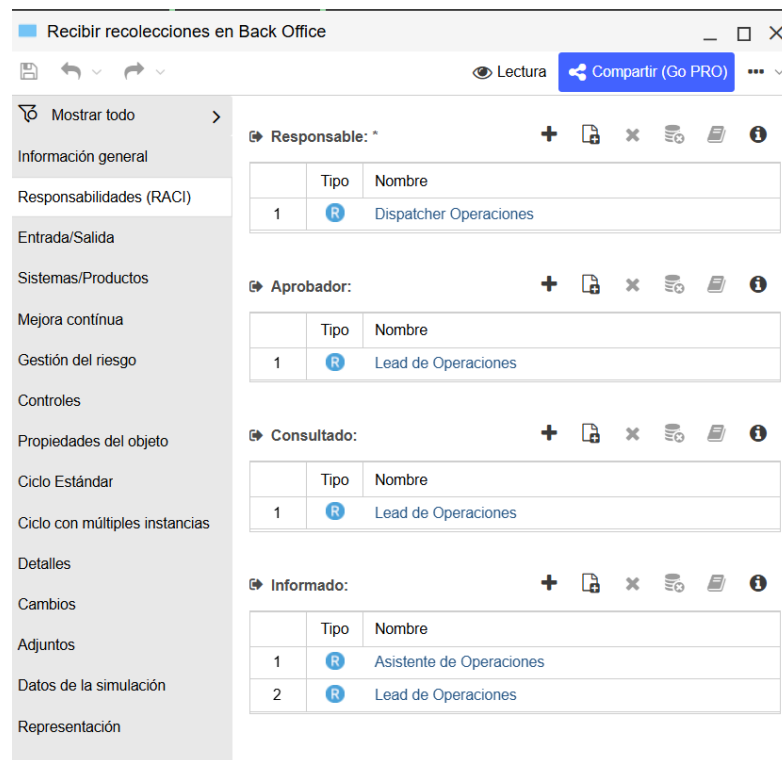 Recibir recolecciones en Back Office
Lectura
Compartir (Go PRO)
Mostrar todo
Información general
Responsabilidades (RACI)
Entrada/Salida
Sistemas/Productos
Mejora contínua
Gestión del riesgo
Controles
Propiedades del objeto
Ciclo Estándar
Ciclo con múltiples instancias
Detalles
Cambios
Adjuntos
Datos de la simulación
Representación
Responsable: *
Tipo Nombre
1 R Dispatcher Operaciones
Aprobador:
Tipo Nombre
1 R Lead de Operaciones
Consultado:
Tipo Nombre
1 R Lead de Operaciones
Informado:
Tipo Nombre
1 R Asistente de Operaciones
2 R Lead de Operaciones